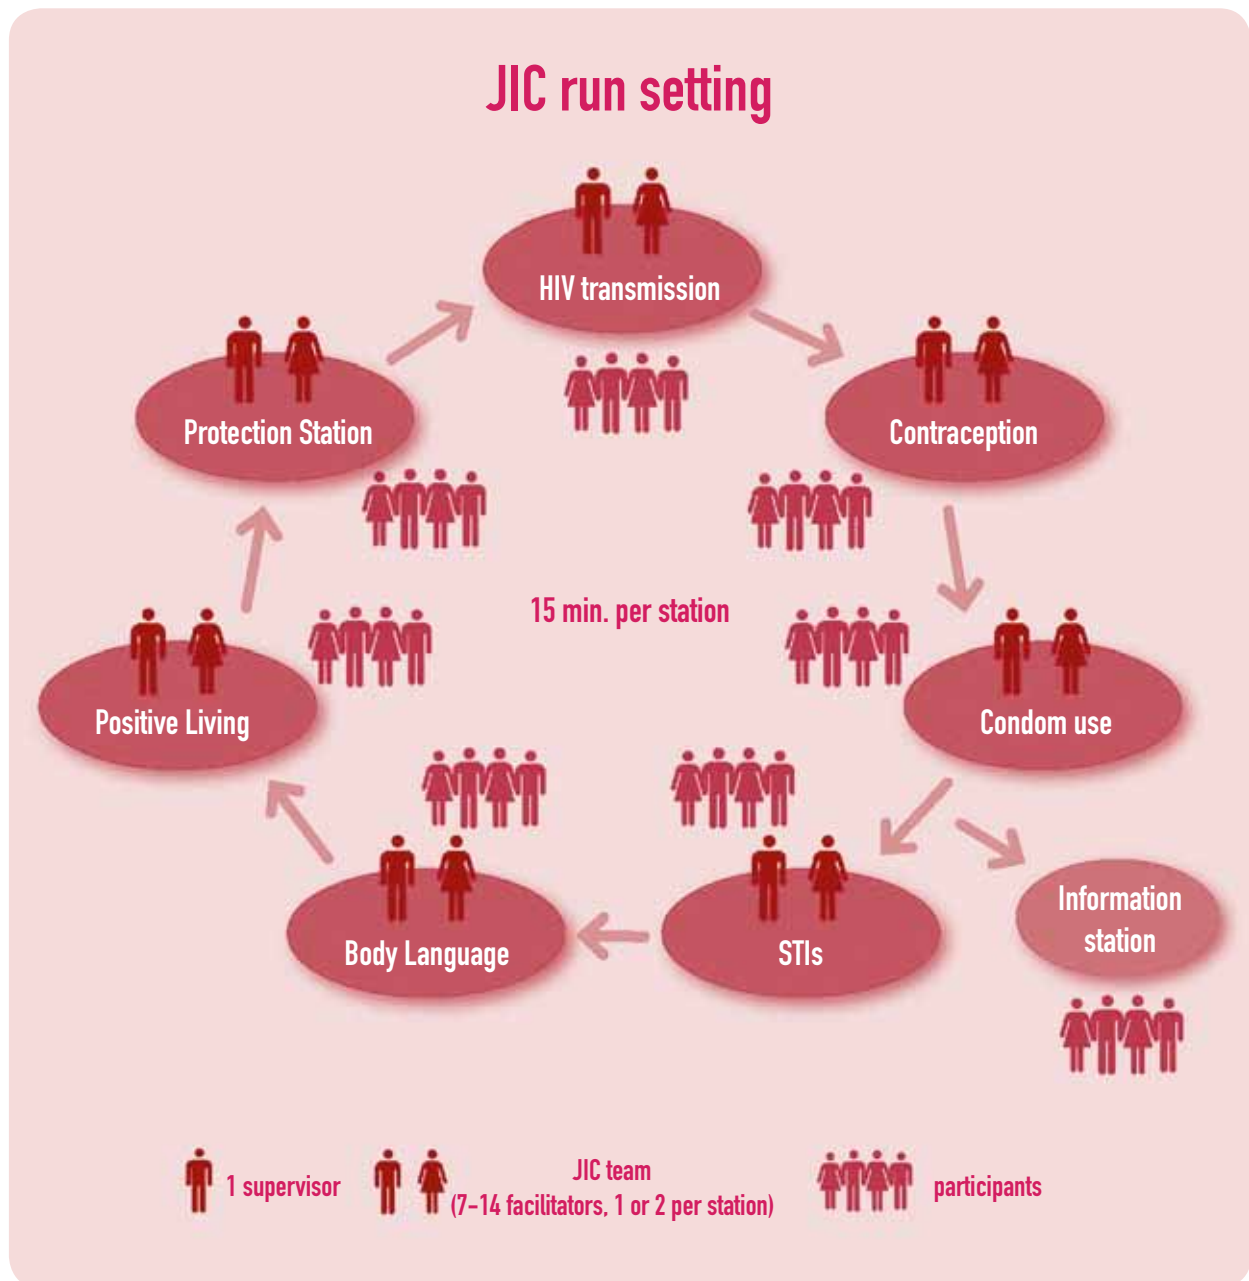 JIC run setting
HIV transmission
Protection Station
Contraception
15 min. per station
Positive Living
Condom use
Information
station
Body Language
STIs
1 supervisor
JIC team
(7–14 facilitators, 1 or 2 per station)
participants